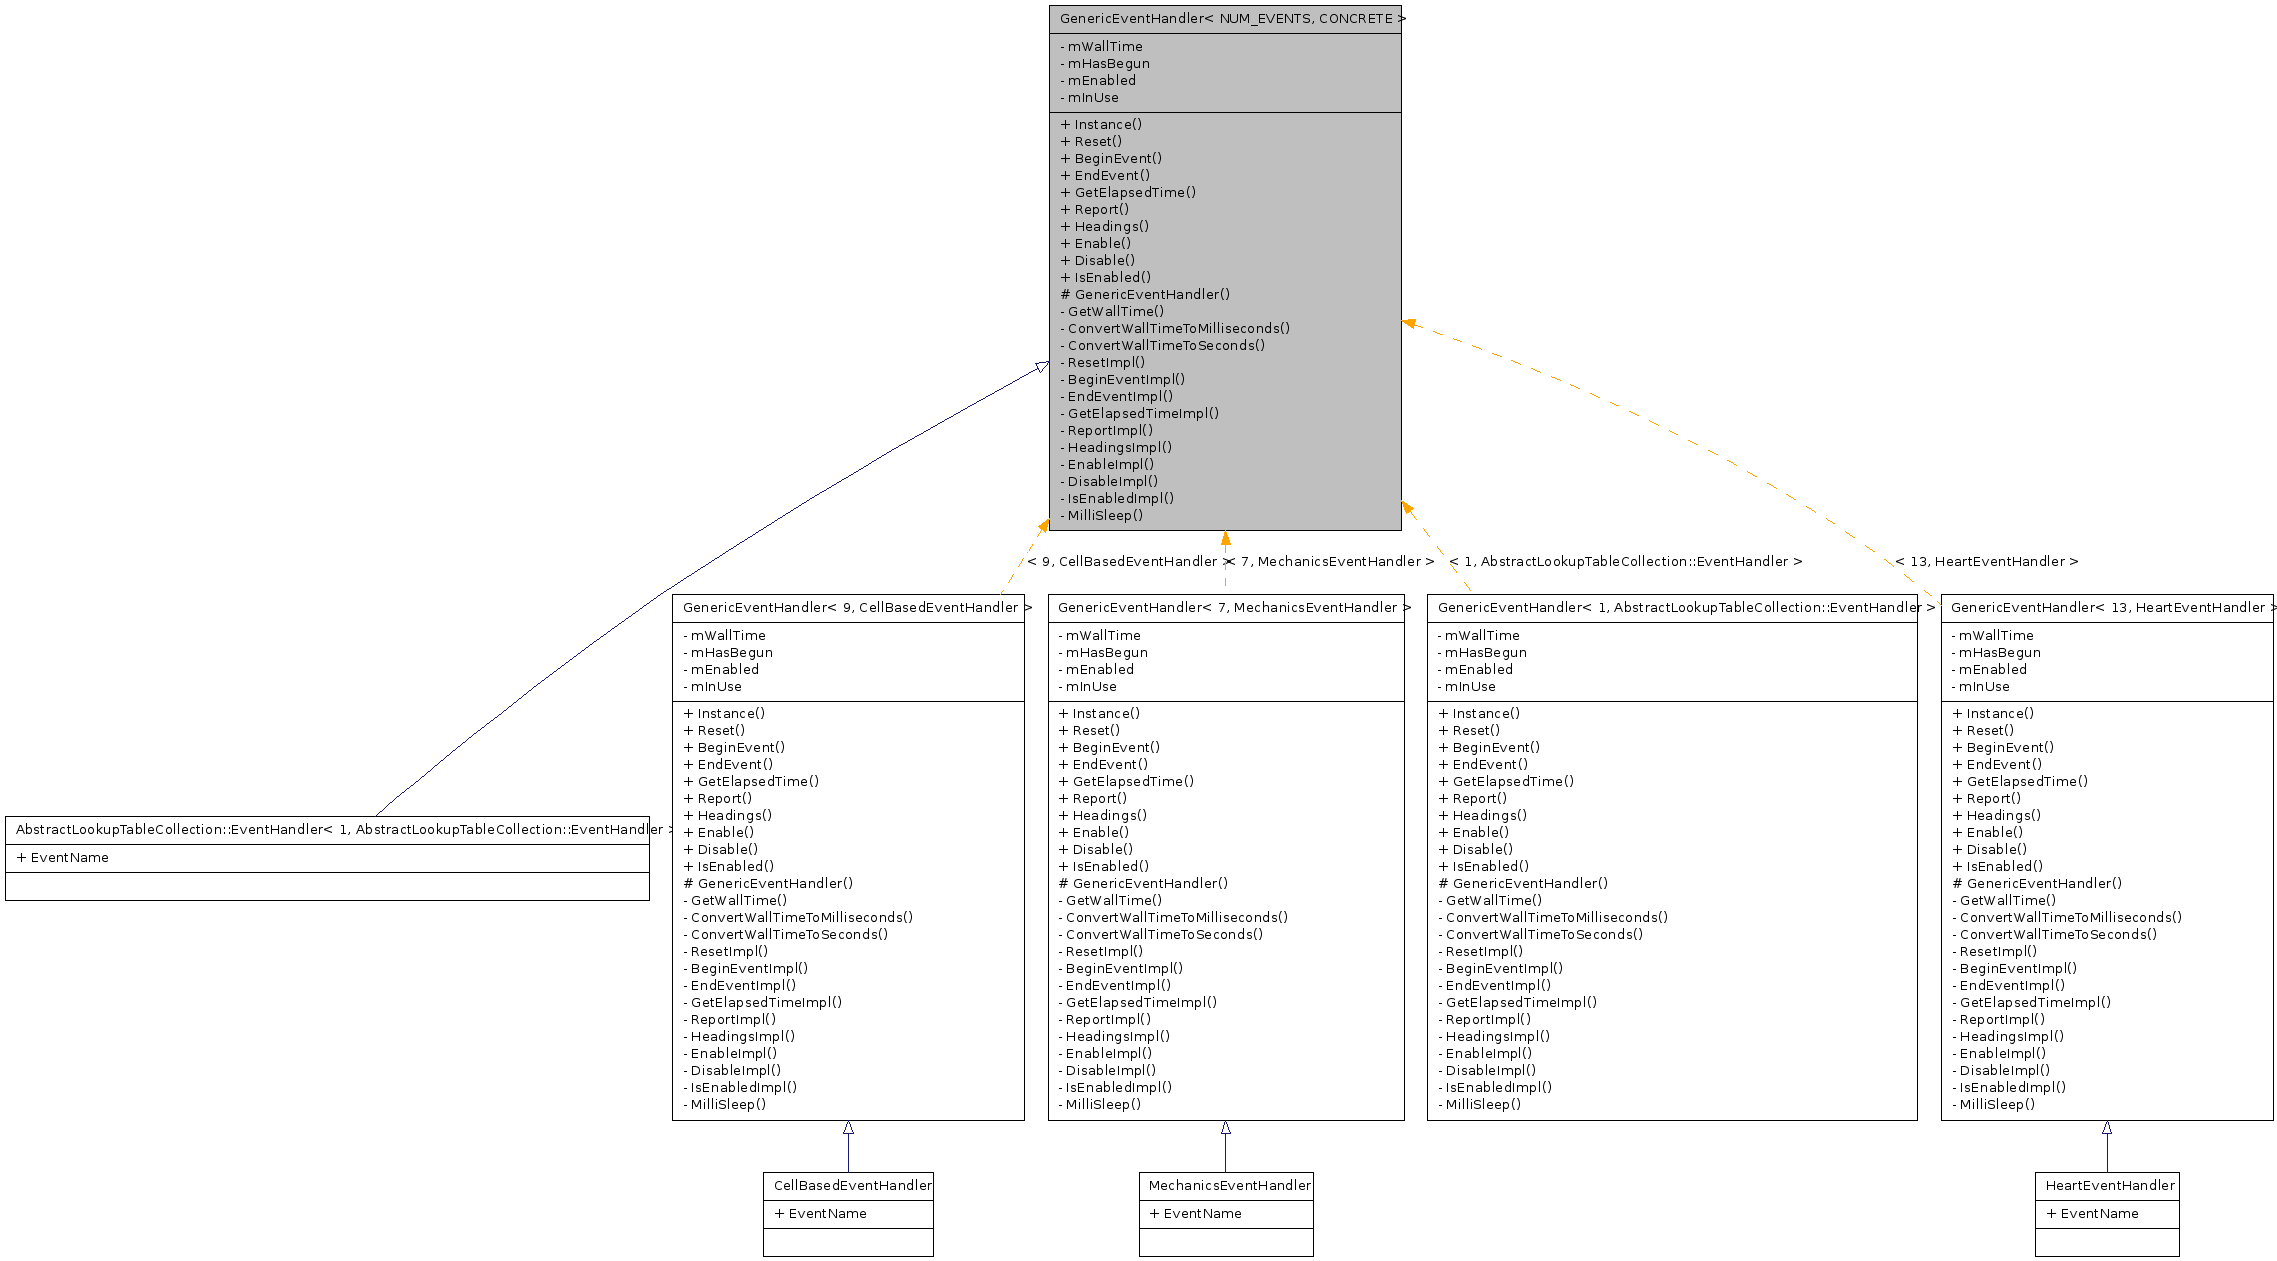 GenericEventHandler< NUM_EVENTS, CONCRETE >
- mWallTime
- mHasBegun
- mEnabled
- mInUse
+ Instance()
+ Reset()
+ BeginEvent()
+ EndEvent()
+ GetElapsedTime()
+ Report()
+ Headings()
+ Enable()
+ Disable()
+ IsEnabled()
# GenericEventHandler()
- GetWallTime()
- ConvertWallTimeToMilliseconds()
- ConvertWallTimeToSeconds()
- ResetImpl()
- BeginEventImpl()
- EndEventImpl()
- GetElapsedTimeImpl()
- ReportImpl()
- HeadingsImpl()
- EnableImpl()
- DisableImpl()
- IsEnabledImpl()
- MilliSleep()
< 9, CellBasedEventHandler >
< 7, MechanicsEventHandler >
< 1, AbstractLookupTableCollection::EventHandler >
< 13, HeartEventHandler >
AbstractLookupTableCollection::EventHandler< 1, AbstractLookupTableCollection::EventHandler >
+ EventName
GenericEventHandler< 9, CellBasedEventHandler >
- mWallTime
- mHasBegun
- mEnabled
- mInUse
+ Instance()
+ Reset()
+ BeginEvent()
+ EndEvent()
+ GetElapsedTime()
+ Report()
+ Headings()
+ Enable()
+ Disable()
+ IsEnabled()
# GenericEventHandler()
- GetWallTime()
- ConvertWallTimeToMilliseconds()
- ConvertWallTimeToSeconds()
- ResetImpl()
- BeginEventImpl()
- EndEventImpl()
- GetElapsedTimeImpl()
- ReportImpl()
- HeadingsImpl()
- EnableImpl()
- DisableImpl()
- IsEnabledImpl()
- MilliSleep()
GenericEventHandler< 7, MechanicsEventHandler >
- mWallTime
- mHasBegun
- mEnabled
- mInUse
+ Instance()
+ Reset()
+ BeginEvent()
+ EndEvent()
+ GetElapsedTime()
+ Report()
+ Headings()
+ Enable()
+ Disable()
+ IsEnabled()
# GenericEventHandler()
- GetWallTime()
- ConvertWallTimeToMilliseconds()
- ConvertWallTimeToSeconds()
- ResetImpl()
- BeginEventImpl()
- EndEventImpl()
- GetElapsedTimeImpl()
- ReportImpl()
- HeadingsImpl()
- EnableImpl()
- DisableImpl()
- IsEnabledImpl()
- MilliSleep()
GenericEventHandler< 1, AbstractLookupTableCollection::EventHandler >
- mWallTime
- mHasBegun
- mEnabled
- mInUse
+ Instance()
+ Reset()
+ BeginEvent()
+ EndEvent()
+ GetElapsedTime()
+ Report()
+ Headings()
+ Enable()
+ Disable()
+ IsEnabled()
# GenericEventHandler()
- GetWallTime()
- ConvertWallTimeToMilliseconds()
- ConvertWallTimeToSeconds()
- ResetImpl()
- BeginEventImpl()
- EndEventImpl()
- GetElapsedTimeImpl()
- ReportImpl()
- HeadingsImpl()
- EnableImpl()
- DisableImpl()
- IsEnabledImpl()
- MilliSleep()
GenericEventHandler< 13, HeartEventHandler >
- mWallTime
- mHasBegun
- mEnabled
- mInUse
+ Instance()
+ Reset()
+ BeginEvent()
+ EndEvent()
+ GetElapsedTime()
+ Report()
+ Headings()
+ Enable()
+ Disable()
+ IsEnabled()
# GenericEventHandler()
- GetWallTime()
- ConvertWallTimeToMilliseconds()
- ConvertWallTimeToSeconds()
- ResetImpl()
- BeginEventImpl()
- EndEventImpl()
- GetElapsedTimeImpl()
- ReportImpl()
- HeadingsImpl()
- EnableImpl()
- DisableImpl()
- IsEnabledImpl()
- MilliSleep()
CellBasedEventHandler
+ EventName
MechanicsEventHandler
+ EventName
HeartEventHandler
+ EventName